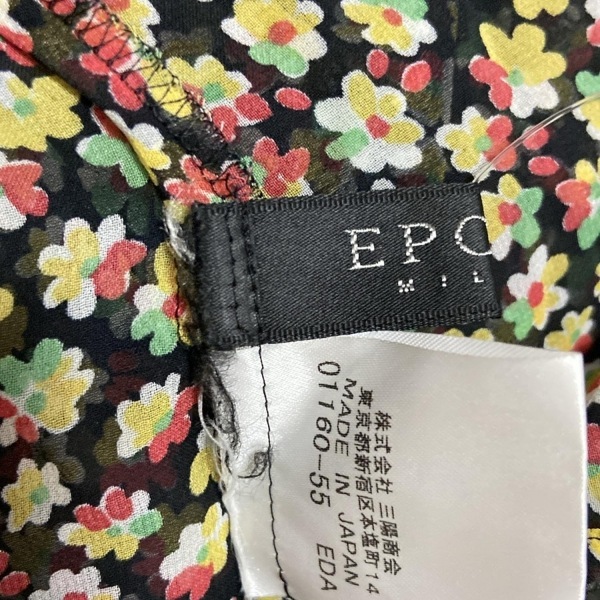 EPO
M:L
株式会社 三陽商会
東京都新宿区本塩町14
MADE IN JAPAN
01160-55 EDA